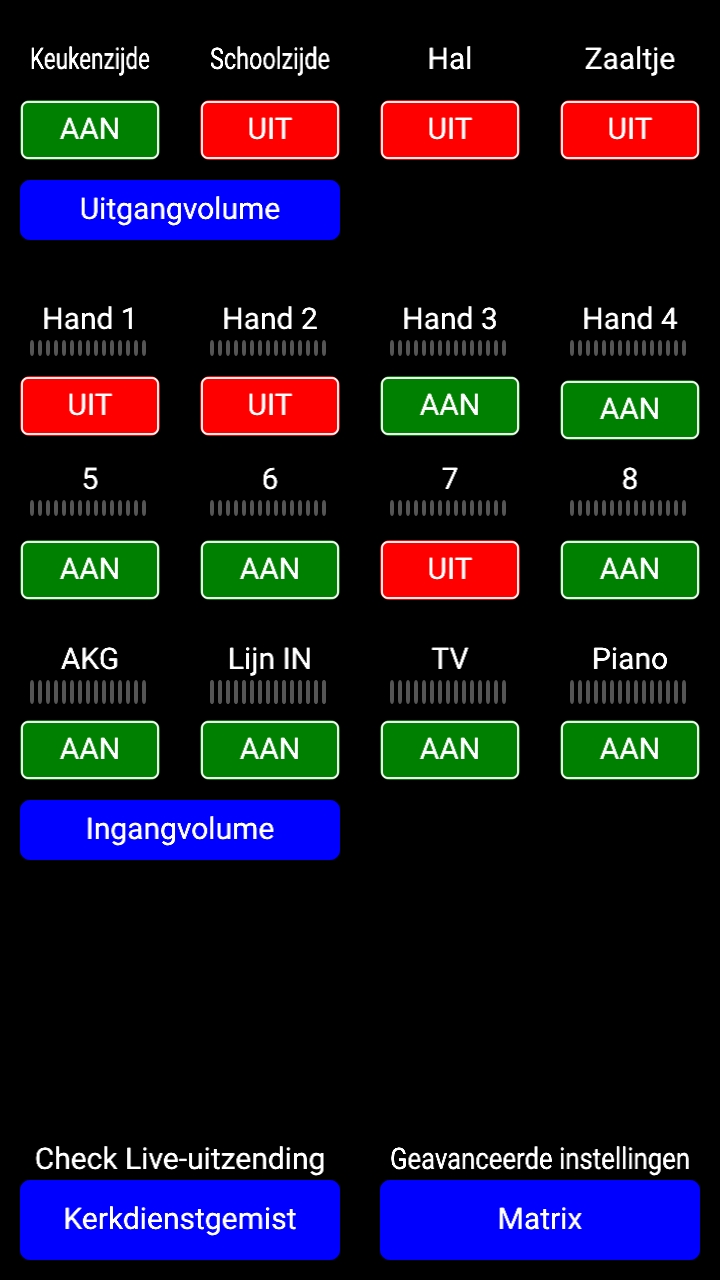 Keukenzijde Schoolzijde Hal Zaaltje
AAN UIT UIT UIT
Uitgangvolume
Hand 1 Hand 2 Hand 3 Hand 4
UIT UIT AAN AAN
5 6 7 8
AAN AAN UIT AAN
AKG Lijn IN TV Piano
AAN AAN AAN AAN
Ingangvolume
Check Live-uitzending Geavanceerde instellingen
Kerkdienstgemist Matrix